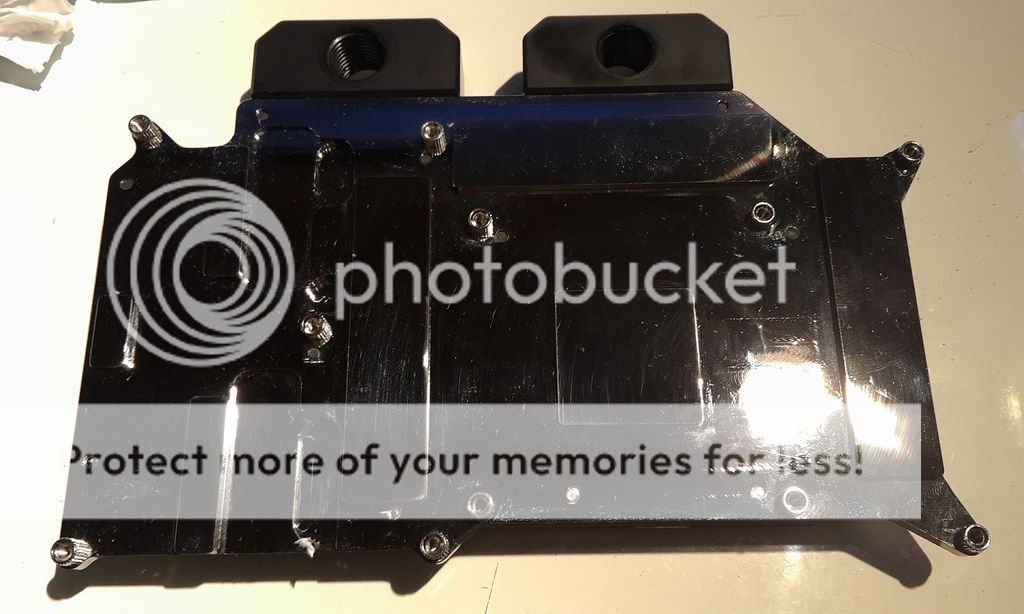 photobucket
Protect more of your memories for less!